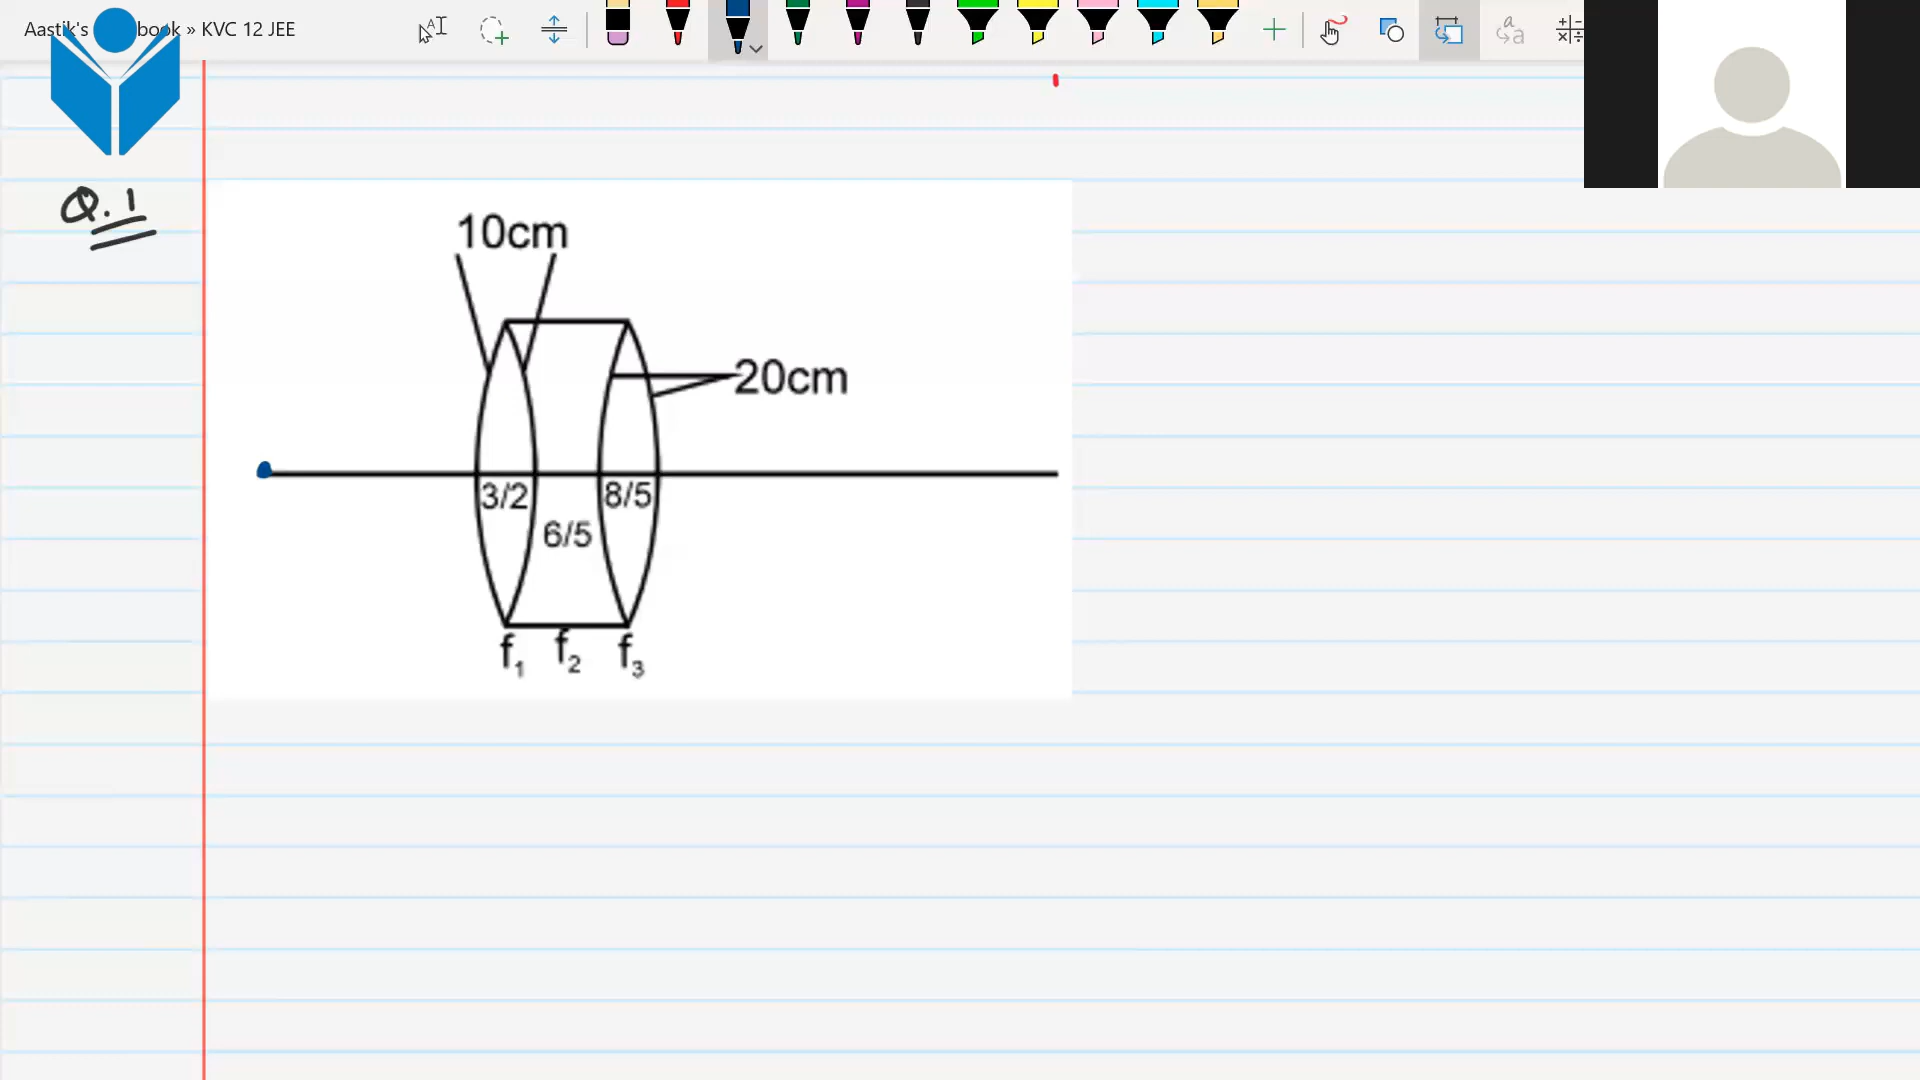 Aastik's book » KVC 12 JEE
Q.1
10cm
20cm
3/2
8/5
6/5
f₁ f₂ f₃